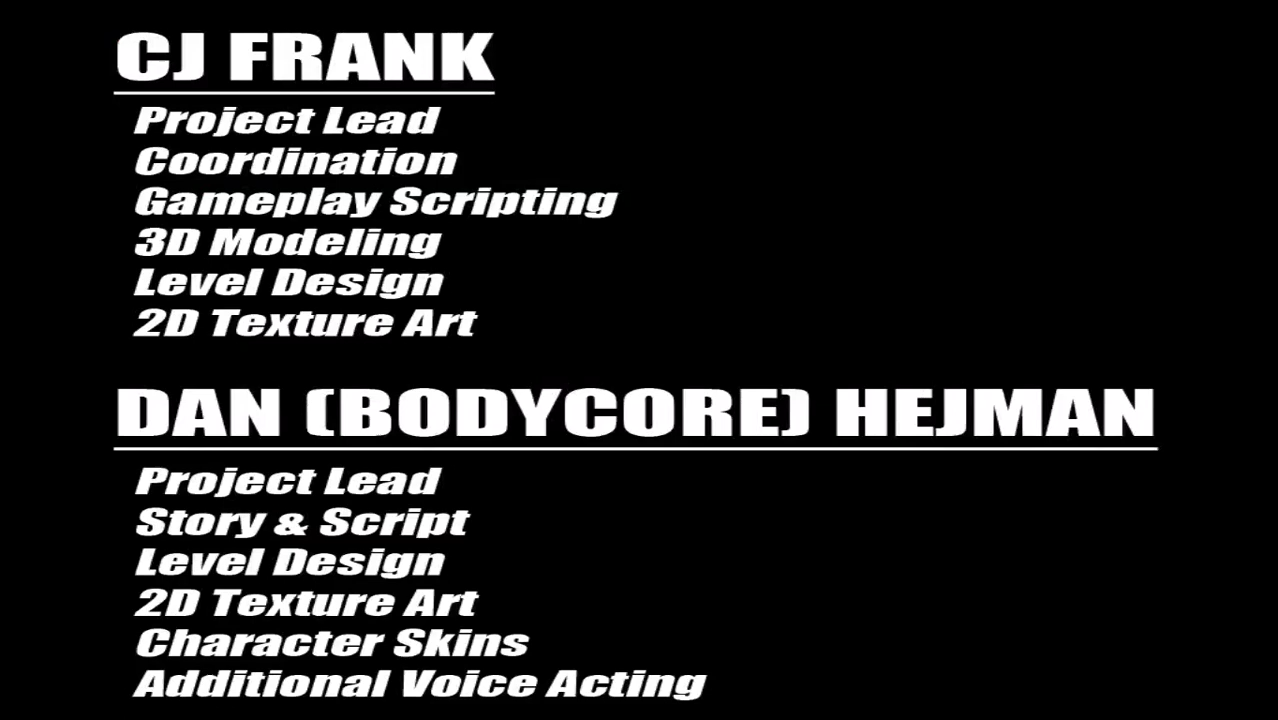 CJ FRANK
Project Lead
Coordination
Gameplay Scripting
3D Modeling
Level Design
2D Texture Art
DAN (BODYCORE) HEJMAN
Project Lead
Story & Script
Level Design
2D Texture Art
Character Skins
Additional Voice Acting